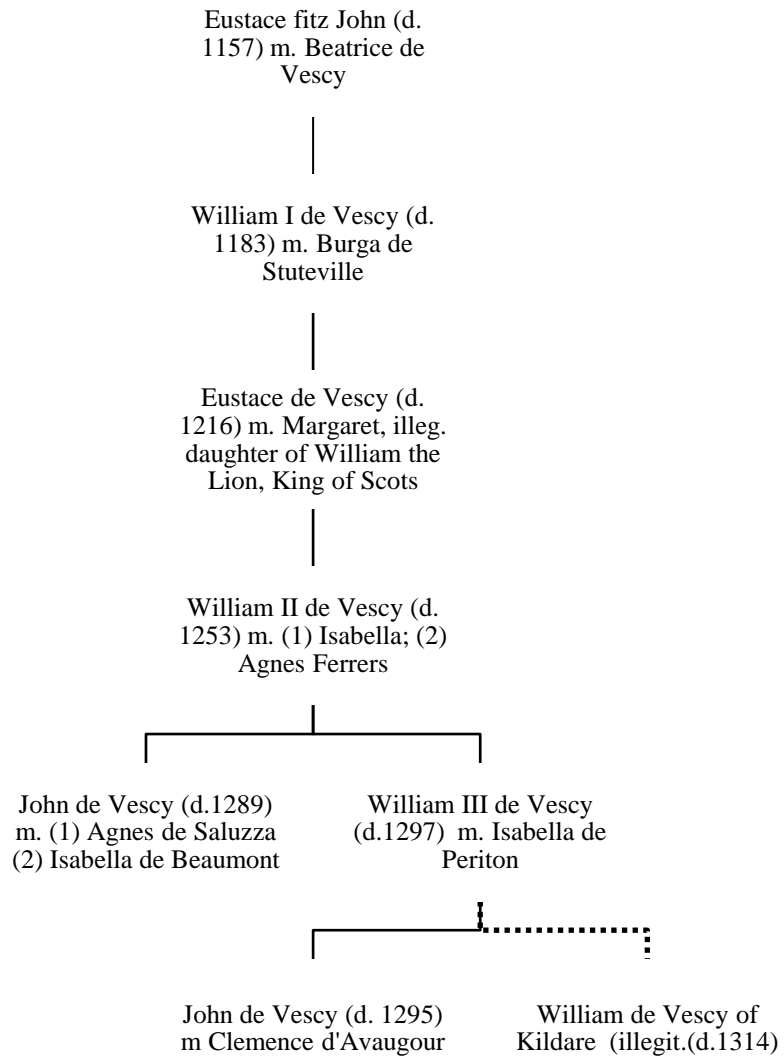 Eustace fitz John (d.
1157) m. Beatrice de
Vescy
William I de Vescy (d.
1183) m. Burga de
Stuteville
Eustace de Vescy (d.
1216) m. Margaret, illeg.
daughter of William the
Lion, King of Scots
William II de Vescy (d.
1253) m. (1) Isabella; (2)
Agnes Ferrers
John de Vescy (d.1289)
m. (1) Agnes de Saluzza
(2) Isabella de Beaumont
William III de Vescy
(d.1297) m. Isabella de
Periton
John de Vescy (d. 1295)
m Clemence d'Avaugour
William de Vescy of
Kildare (illegit.(d.1314)